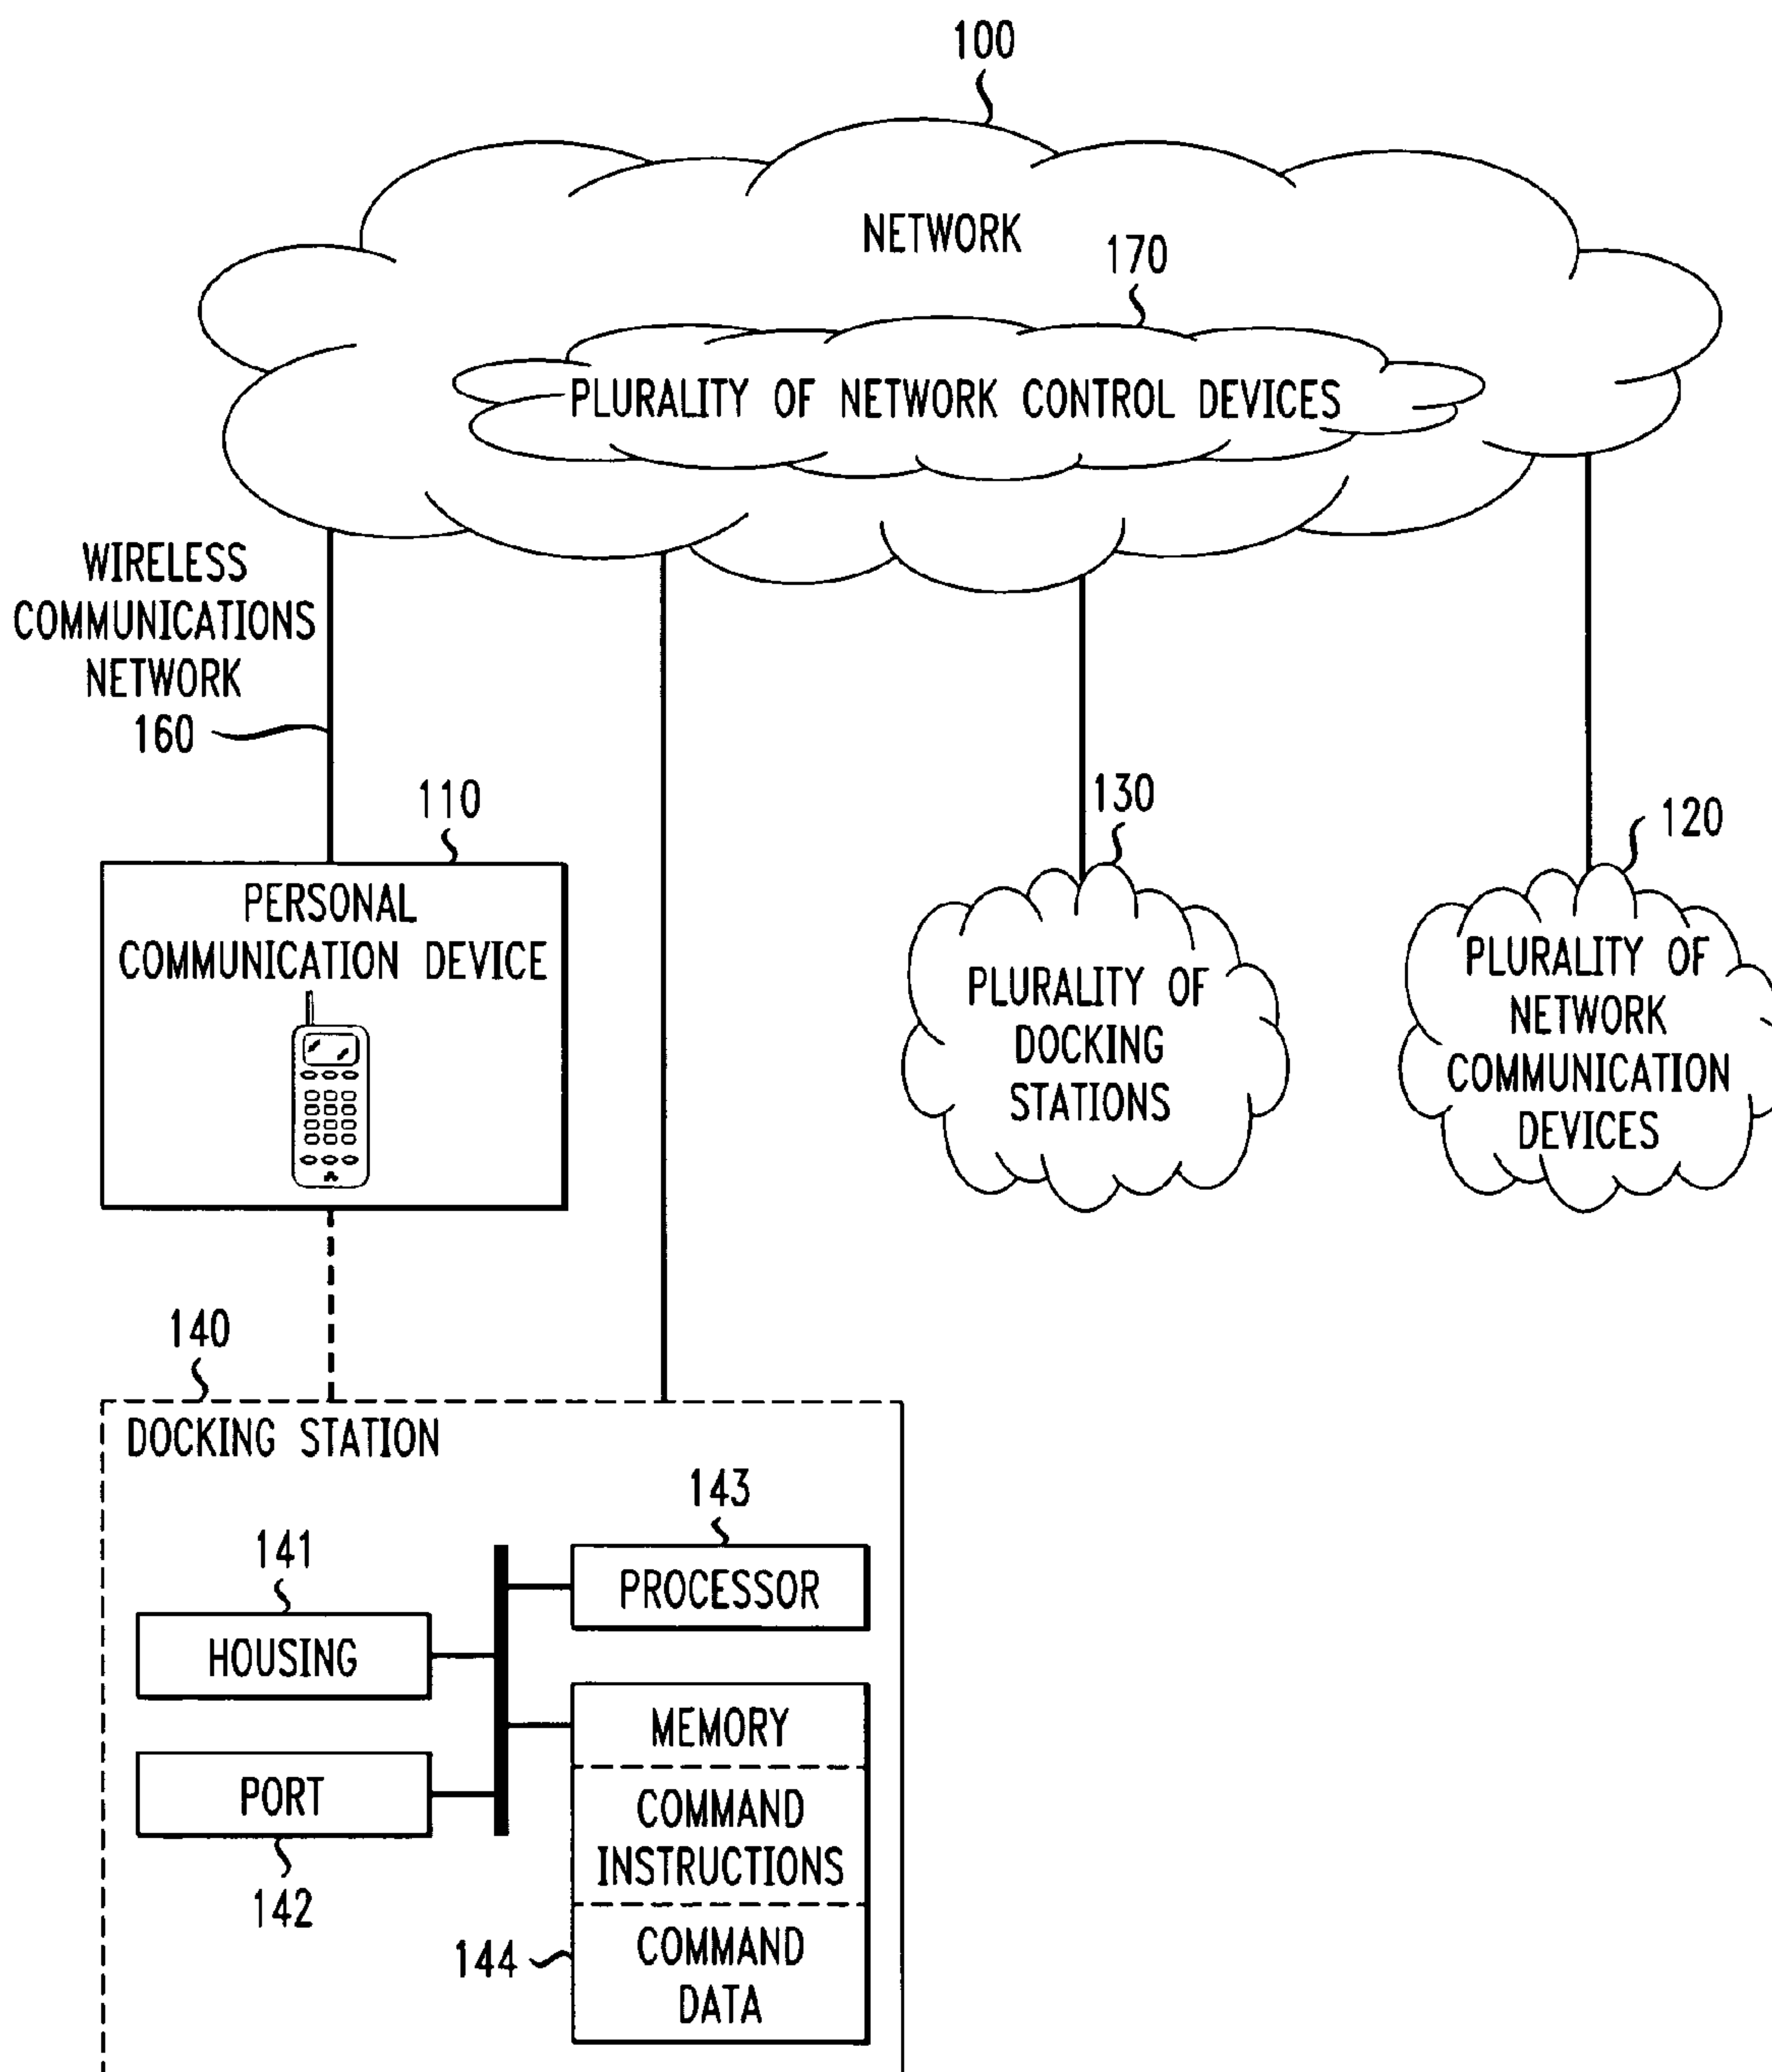 100
NETWORK
170
PLURALITY OF NETWORK CONTROL DEVICES
WIRELESS
COMMUNICATIONS
NETWORK
160
110
PERSONAL
COMMUNICATION DEVICE
130
PLURALITY OF
DOCKING
STATIONS
120
PLURALITY OF
NETWORK
COMMUNICATION
DEVICES
140
DOCKING STATION
141
HOUSING
PORT
142
143
PROCESSOR
MEMORY
COMMAND
INSTRUCTIONS
COMMAND
DATA
144